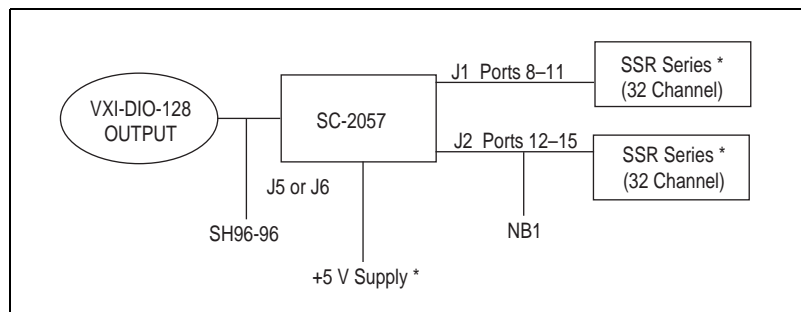 VXI-DIO-128
OUTPUT
SC-2057
J1 Ports 8–11
SSR Series *
(32 Channel)
J2 Ports 12–15
SSR Series *
(32 Channel)
J5 or J6
SH96-96
NB1
+5 V Supply *